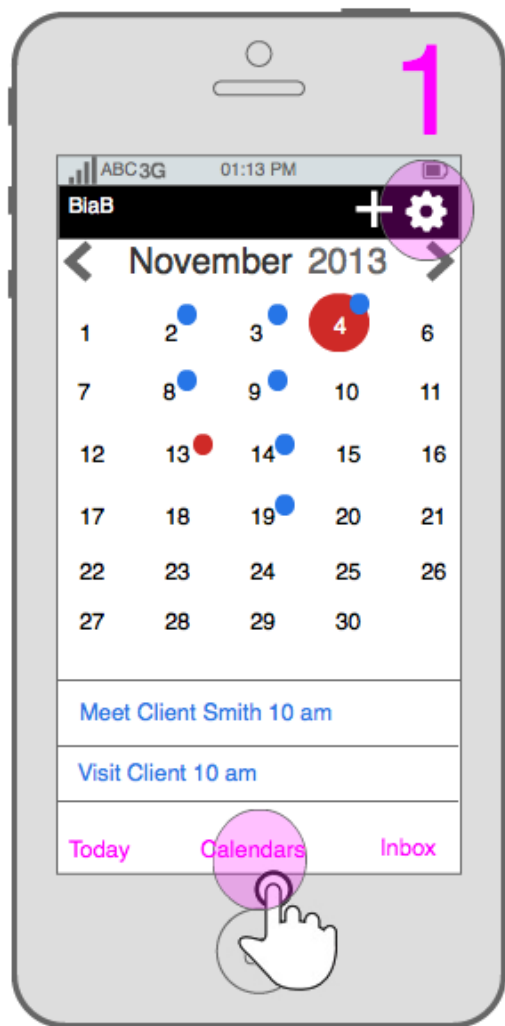 1
ABC 3G 01:13 PM
BiaB
November 2013
1 2 3 4 6
7 8 9 10 11
12 13 14 15 16
17 18 19 20 21
22 23 24 25 26
27 28 29 30
Meet Client Smith 10 am
Visit Client 10 am
Today Calendars Inbox